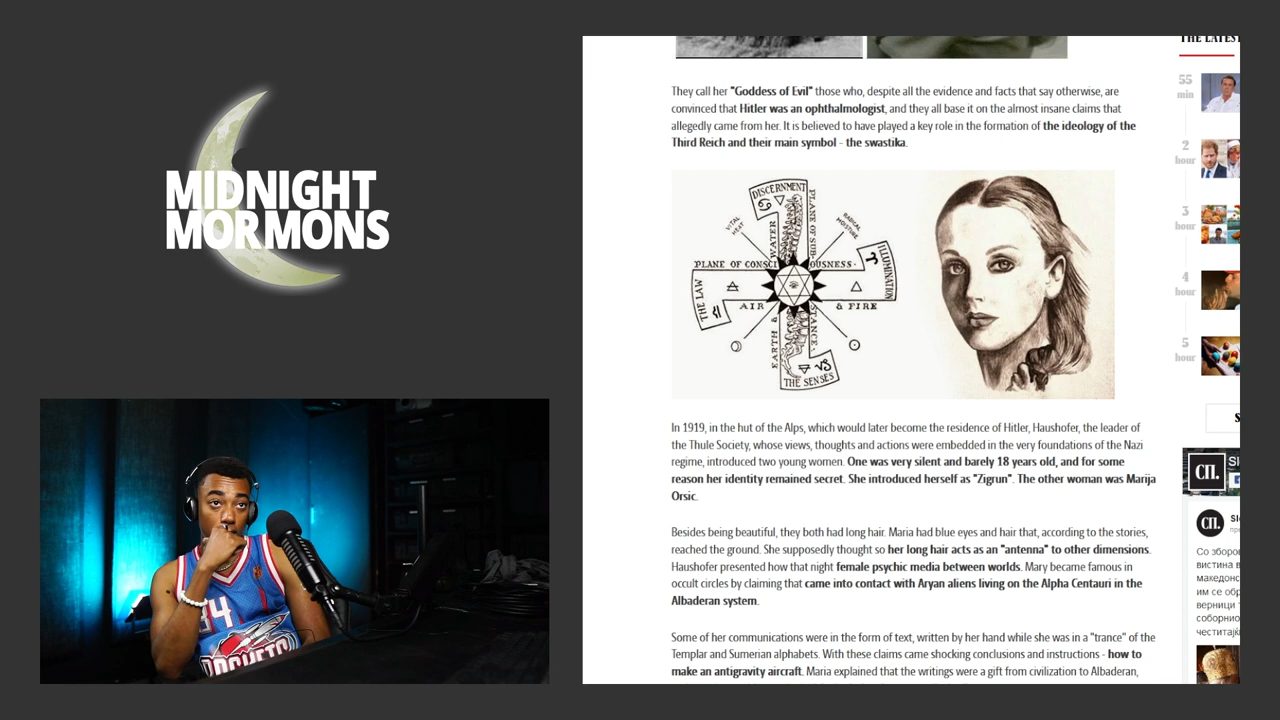 MIDNIGHT
MORMONS
34
ROCKETS
They call her "Goddess of Evil" those who, despite all the evidence and facts that say otherwise, are
convinced that Hitler was an ophthalmologist, and they all base it on the almost insane claims that
allegedly came from her. It is believed to have played a key role in the formation of the ideology of the
Third Reich and their main symbol - the swastika.
DISCERNMENT
VITAL HEAT
WATER
PLANE OF SUB-
RADICAL MOISTURE
PLANE OF CONSCI OUSNESS.
ILLUMINATION
THE LAW
AIR & FIRE
EARTH &
STANCE.
THE SENSES
In 1919, in the hut of the Alps, which would later become the residence of Hitler, Haushofer, the leader of
the Thule Society, whose views, thoughts and actions were embedded in the very foundations of the Nazi
regime, introduced two young women. One was very silent and barely 18 years old, and for some
reason her identity remained secret. She introduced herself as "Zigrun". The other woman was Marija
Orsic.
Besides being beautiful, they both had long hair. Maria had blue eyes and hair that, according to the stories,
reached the ground. She supposedly thought so her long hair acts as an "antenna" to other dimensions.
Haushofer presented how that night female psychic media between worlds. Mary became famous in
occult circles by claiming that came into contact with Aryan aliens living on the Alpha Centauri in the
Albaderan system.
Some of her communications were in the form of text, written by her hand while she was in a "trance" of the
Templar and Sumerian alphabets. With these claims came shocking conclusions and instructions - how to
make an antigravity aircraft. Maria explained that the writings were a gift from civilization to Albaderan,
THE LATEST
55
min
2
hour
3
hour
4
hour
5
hour
S
СП.
Sl
СП.
Sl
Со зборо
вистина в
македонс
им се обр
верници
соборно
честитај